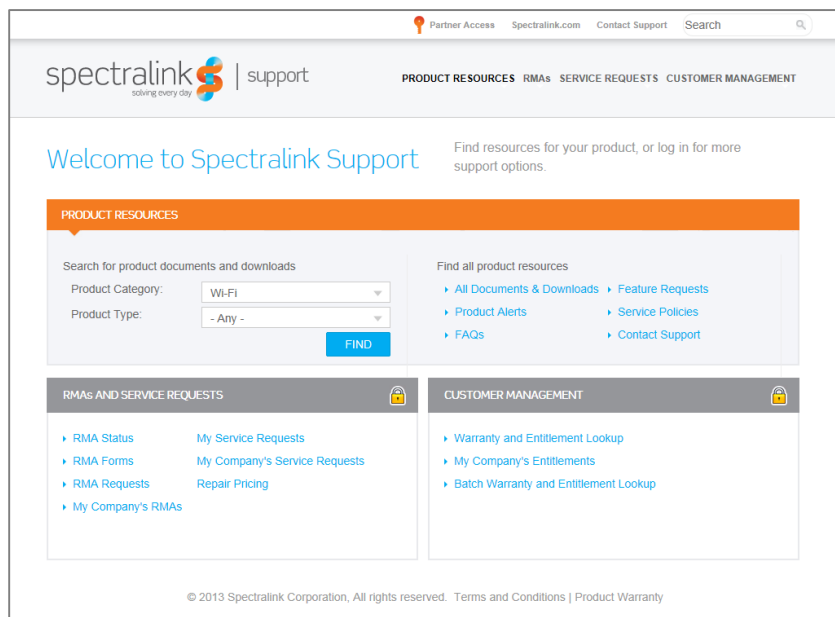 Partner Access Spectralink.com Contact Support Search
spectralink | support
solving every day
PRODUCT RESOURCES RMAs SERVICE REQUESTS CUSTOMER MANAGEMENT
Welcome to Spectralink Support
Find resources for your product, or log in for more
support options.
PRODUCT RESOURCES
Search for product documents and downloads
Product Category: Wi-Fi
Product Type: - Any -
FIND
Find all product resources
All Documents & Downloads Feature Requests
Product Alerts Service Policies
FAQs Contact Support
RMAs AND SERVICE REQUESTS
RMA Status My Service Requests
RMA Forms My Company's Service Requests
RMA Requests Repair Pricing
My Company's RMAs
CUSTOMER MANAGEMENT
Warranty and Entitlement Lookup
My Company's Entitlements
Batch Warranty and Entitlement Lookup
© 2013 Spectralink Corporation, All rights reserved. Terms and Conditions | Product Warranty